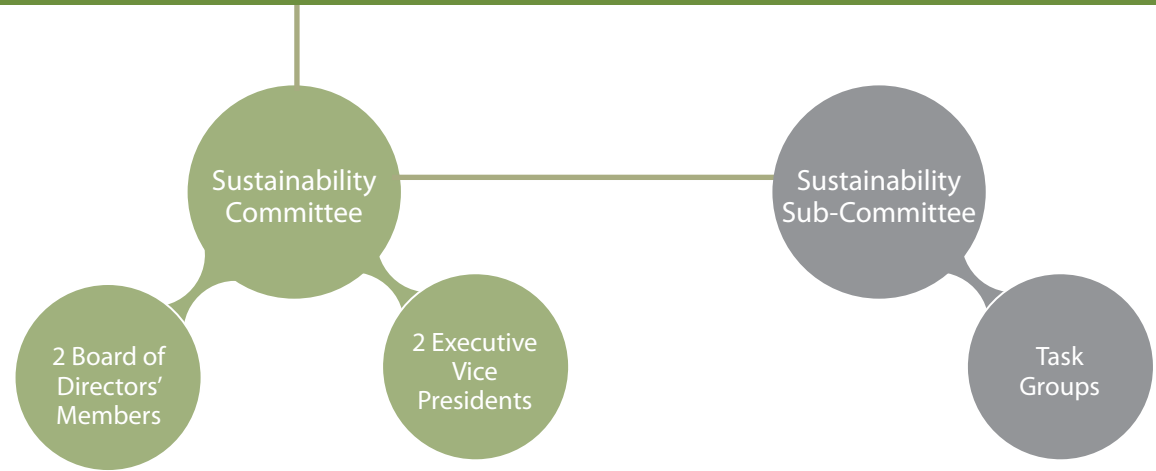 Sustainability
Committee
Sustainability
Sub-Committee
2 Board of
Directors’
Members
2 Executive
Vice
Presidents
Task
Groups